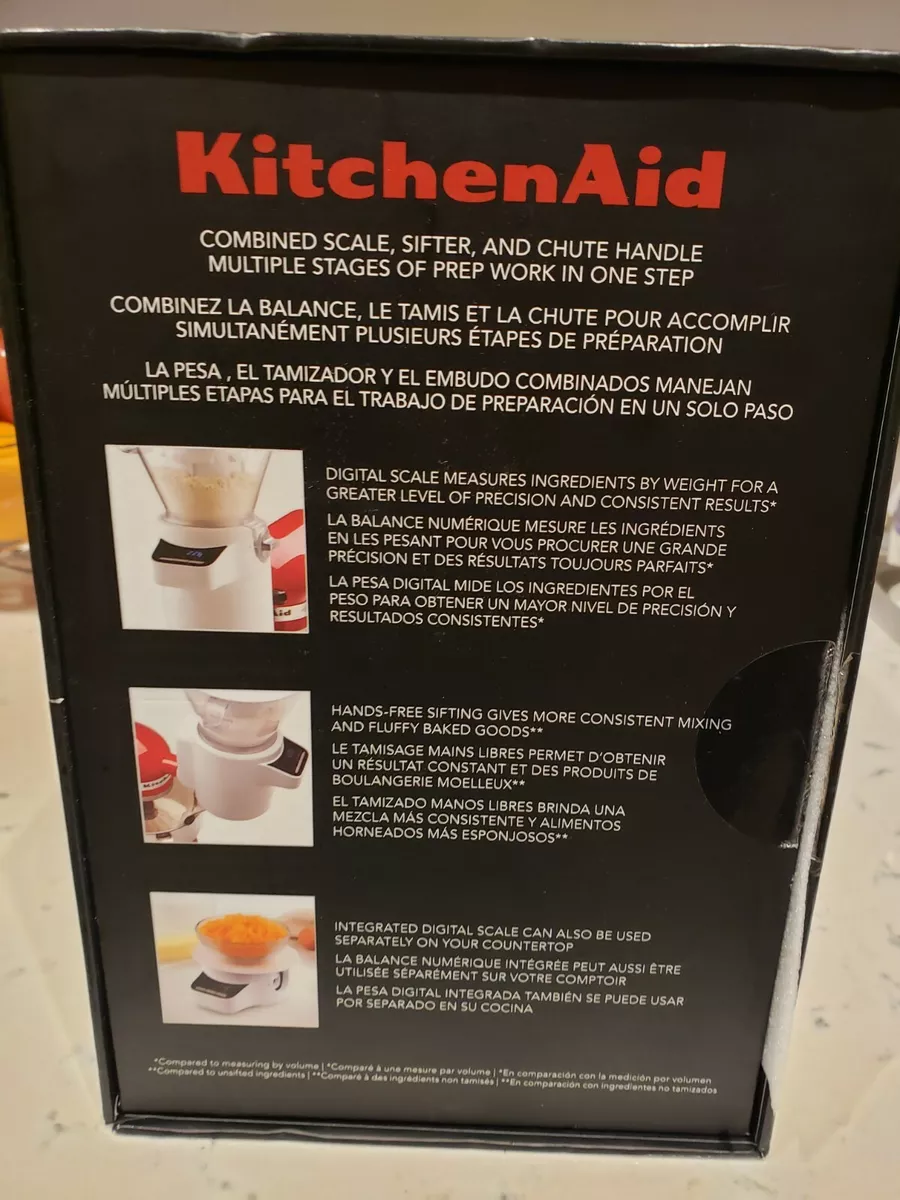 KitchenAid
COMBINED SCALE, SIFTER, AND CHUTE HANDLE
MULTIPLE STAGES OF PREP WORK IN ONE STEP
COMBINEZ LA BALANCE, LE TAMIS ET LA CHUTE POUR ACCOMPLIR
SIMULTANÉMENT PLUSIEURS ÉTAPES DE PRÉPARATION
LA PESA , EL TAMIZADOR Y EL EMBUDO COMBINADOS MANEJAN
MÚLTIPLES ETAPAS PARA EL TRABAJO DE PREPARACIÓN EN UN SOLO PASO
DIGITAL SCALE MEASURES INGREDIENTS BY WEIGHT FOR A
GREATER LEVEL OF PRECISION AND CONSISTENT RESULTS*
LA BALANCE NUMÉRIQUE MESURE LES INGRÉDIENTS
EN LES PESANT POUR VOUS PROCURER UNE GRANDE
PRÉCISION ET DES RÉSULTATS TOUJOURS PARFAITS*
LA PESA DIGITAL MIDE LOS INGREDIENTES POR EL
PESO PARA OBTENER UN MAYOR NIVEL DE PRECISIÓN Y
RESULTADOS CONSISTENTES*
Aid
HANDS-FREE SIFTING GIVES MORE CONSISTENT MIXING
AND FLUFFY BAKED GOODS**
LE TAMISAGE MAINS LIBRES PERMET D'OBTENIR
UN RÉSULTAT CONSTANT ET DES PRODUITS DE
BOULANGERIE MOELLEUX**
EL TAMIZADO MANOS LIBRES BRINDA UNA
MEZCLA MÁS CONSISTENTE Y ALIMENTOS
HORNEADOS MÁS ESPONJOSOS**
INTEGRATED DIGITAL SCALE CAN ALSO BE USED
SEPARATELY ON YOUR COUNTERTOP
LA BALANCE NUMÉRIQUE INTÉGRÉE PEUT AUSSI ÊTRE
UTILISÉE SÉPARÉMENT SUR VOTRE COMPTOIR
LA PESA DIGITAL INTEGRADA TAMBIÉN SE PUEDE USAR
POR SEPARADO EN SU COCINA
*Compared to measuring by volume | *Comparé à une mesure par volume | *En comparación con la medición por volumen
**Compared to unsifted ingredients | **Comparé à des ingrédients non tamisés | **En comparación con ingredientes no tamizados